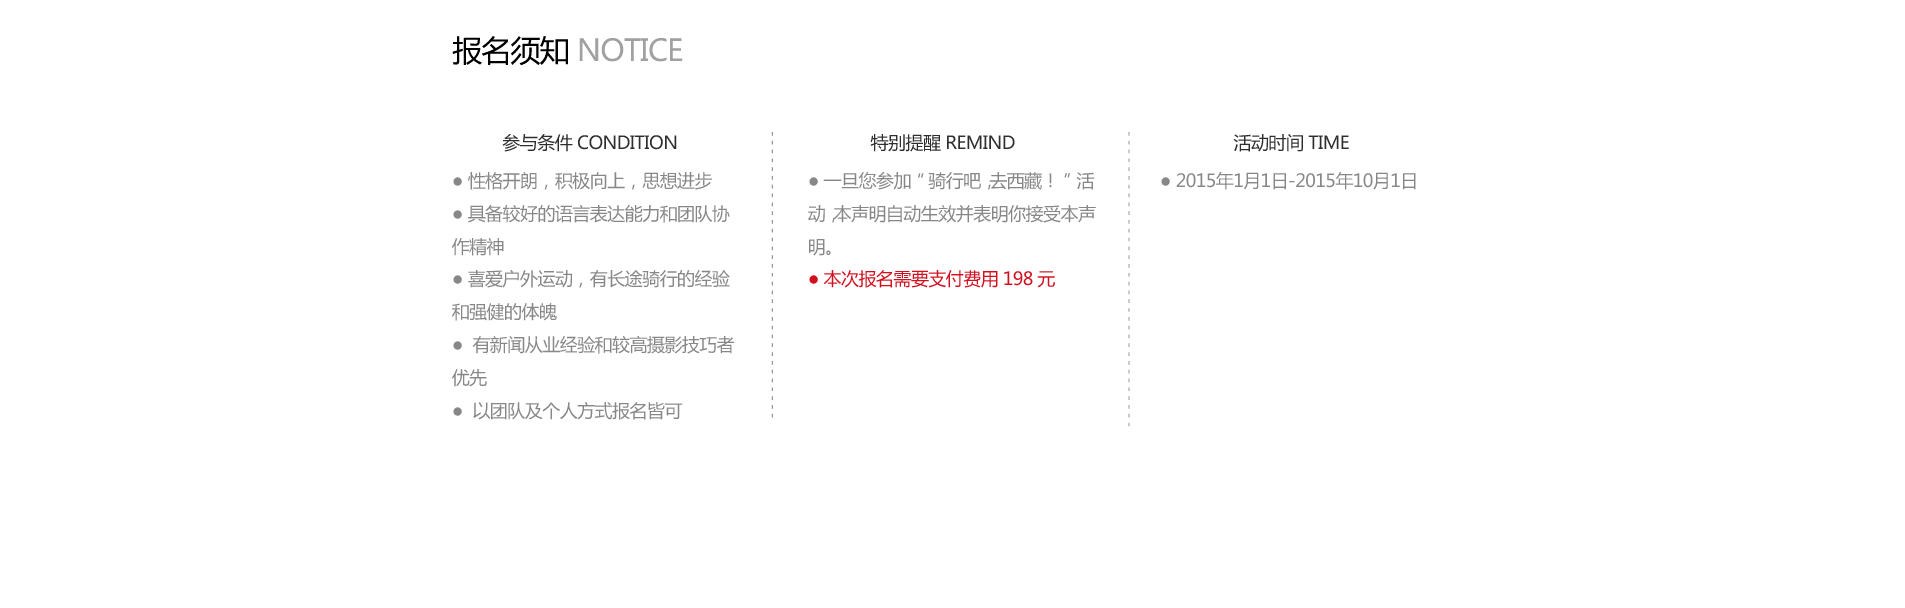 报名须知 NOTICE
参与条件 CONDITION
● 性格开朗，积极向上，思想进步
● 具备较好的语言表达能力和团队协
作精神
● 喜爱户外运动，有长途骑行的经验
和强健的体魄
● 有新闻从业经验和较高摄影技巧者
优先
● 以团队及个人方式报名皆可
特别提醒 REMIND
● 一旦您参加“骑行吧，去西藏！”活
动，本声明自动生效并表明你接受本声
明。
● 本次报名需要支付费用 198 元
活动时间 TIME
● 2015年1月1日-2015年10月1日